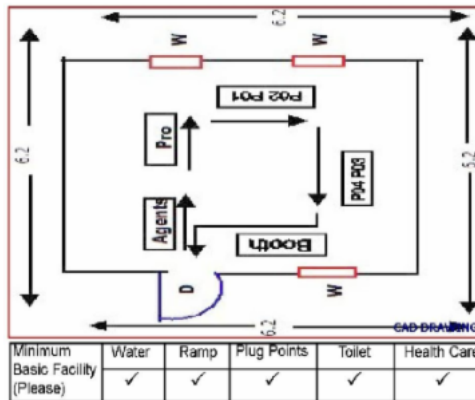 6.2
W
W
6.2
P02 P01
Pro
P04 P03
6.2
Agents
Booth
D
W
6.2
CAD DRAWING
Minimum Basic Facility (Please)
Water
Ramp
Plug Points
Toilet
Health Care
✓ ✓ ✓ ✓ ✓